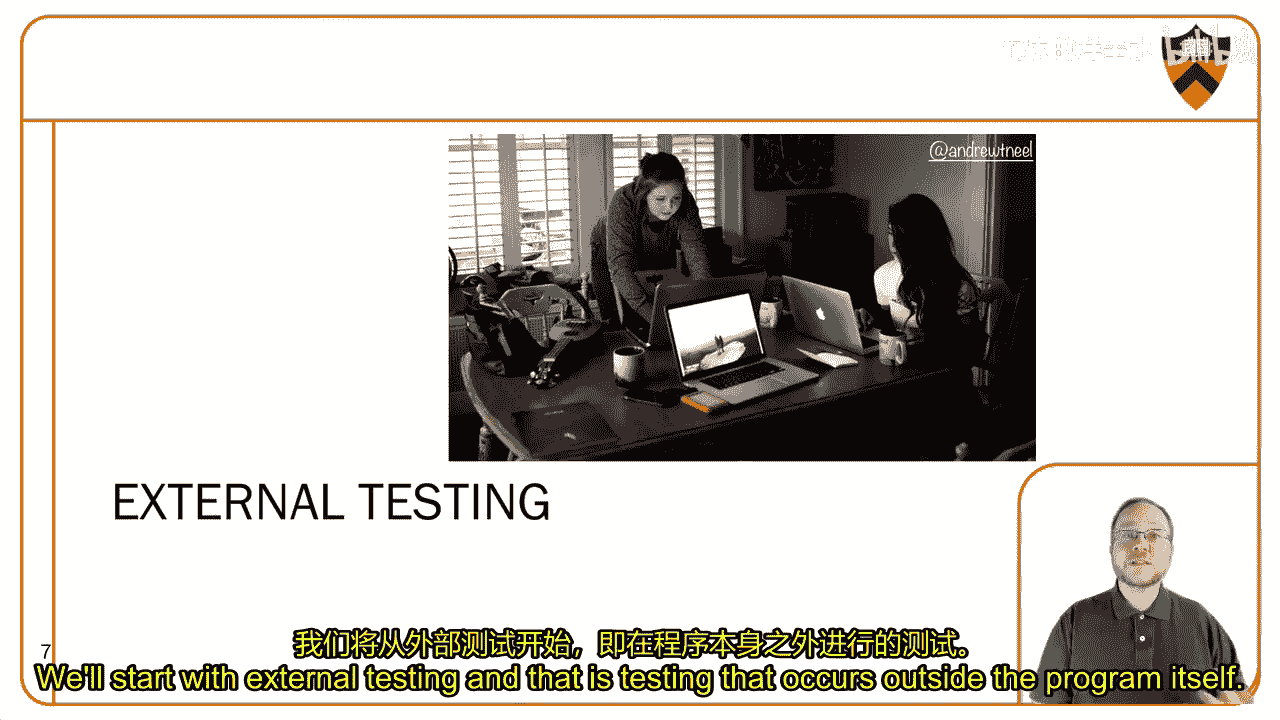 @andrewtneel
EXTERNAL TESTING
7
我们将从外部测试开始，即在程序本身之外进行的测试。
We'll start with external testing and that is testing that occurs outside the program itself.